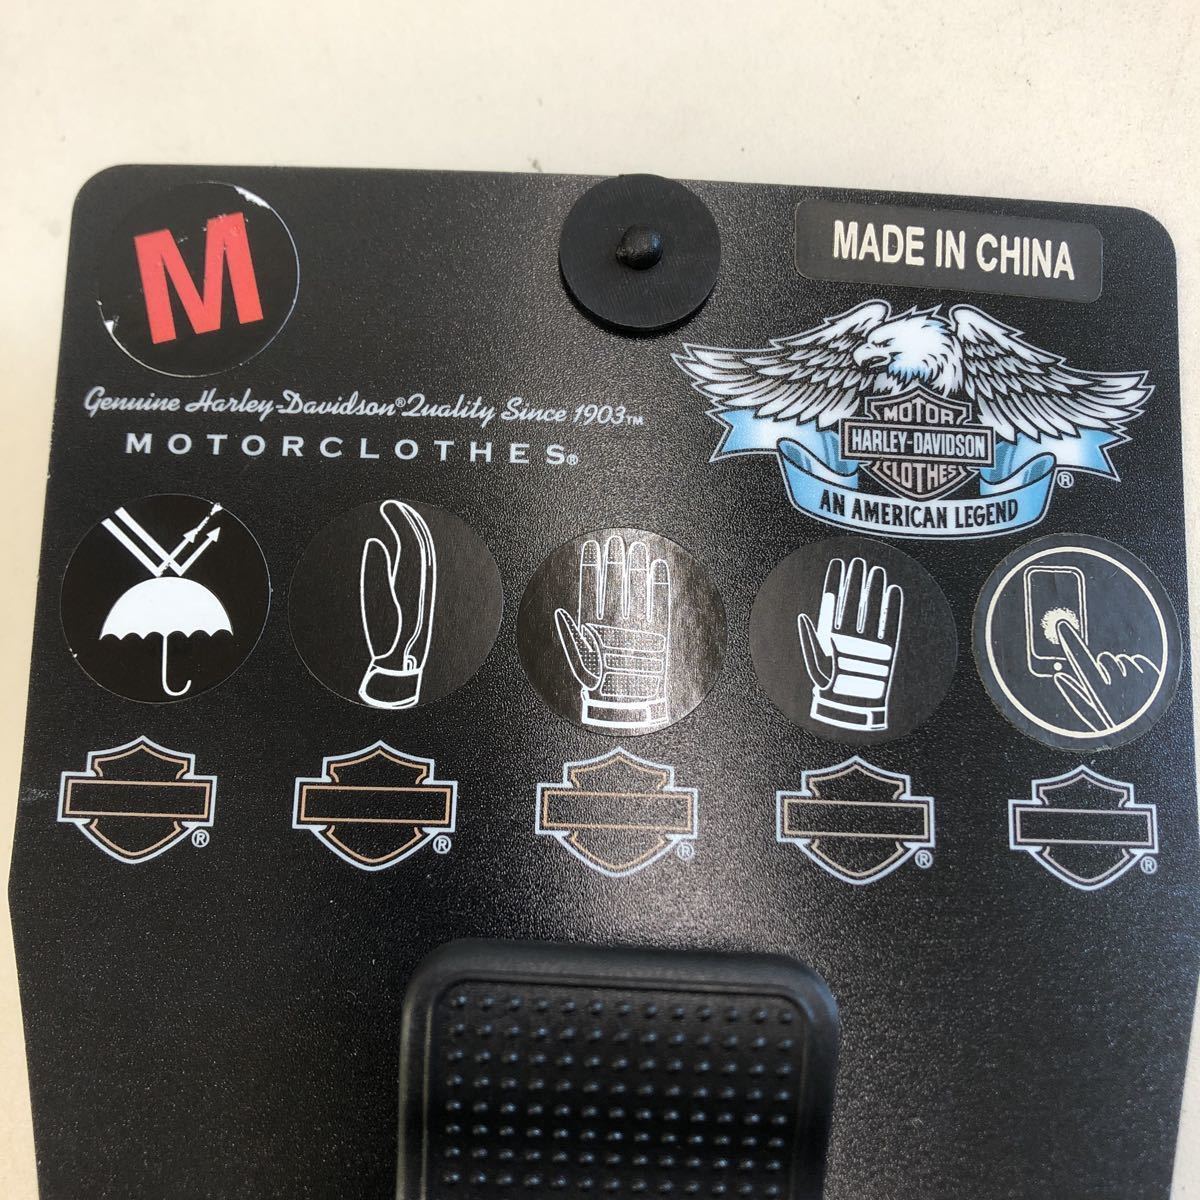 M
MADE IN CHINA
Genuine Harley-Davidson® Quality Since 1903™
MOTORCLOTHES®
MOTOR
HARLEY-DAVIDSON
CLOTHES
AN AMERICAN LEGEND
®
® ® ® ® ®